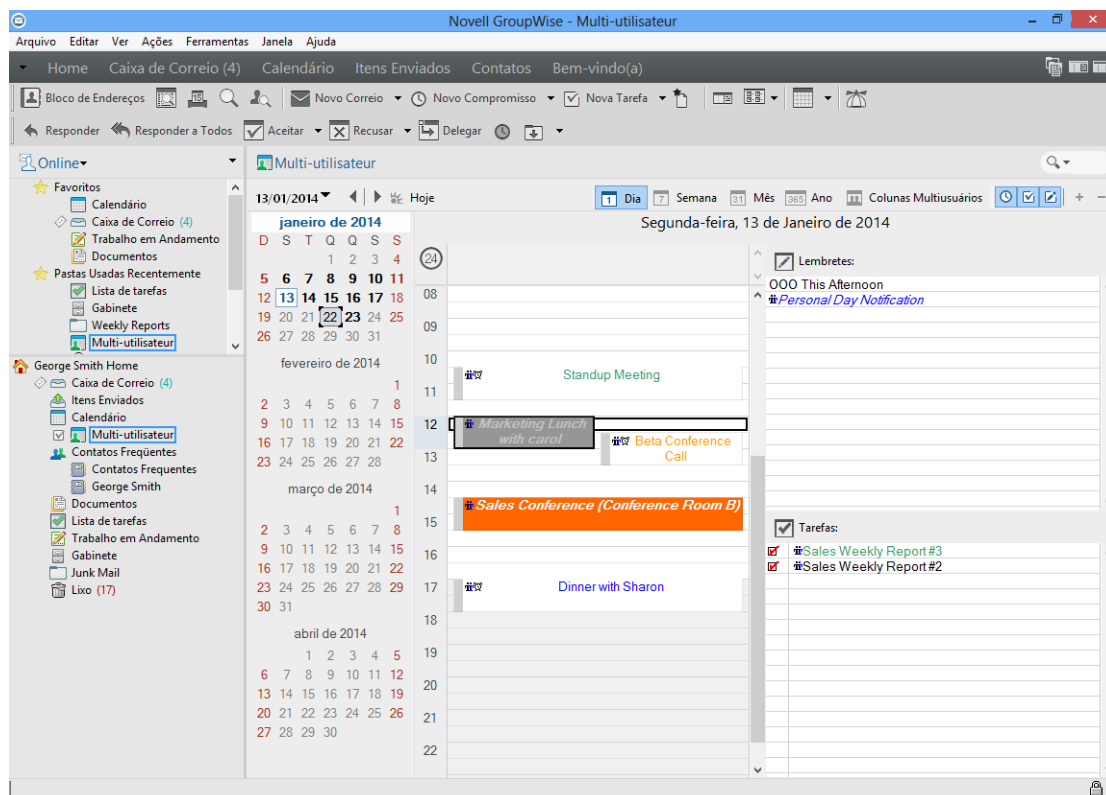 Novell GroupWise - Multi-utilisateur
Arquivo Editar Ver Ações Ferramentas Janela Ajuda
Home Caixa de Correio (4) Calendário Itens Enviados Contatos Bem-vindo(a)
Bloco de Endereços Novo Correio Novo Compromisso Nova Tarefa
Responder Responder a Todos Aceitar Recusar Delegar
Online
Favoritos
Calendário
Caixa de Correio (4)
Trabalho em Andamento
Documentos
Pastas Usadas Recentemente
Lista de tarefas
Gabinete
Weekly Reports
Multi-utilisateur
George Smith Home
Caixa de Correio (4)
Itens Enviados
Calendário
Multi-utilisateur
Contatos Freqüentes
Contatos Frequentes
George Smith
Documentos
Lista de tarefas
Trabalho em Andamento
Gabinete
Junk Mail
Lixo (17)
Multi-utilisateur
13/01/2014 Hoje 1 Dia 7 Semana 31 Mês 365 Ano Colunas Multiusuários
janeiro de 2014
D S T Q Q S S
1 2 3 4
5 6 7 8 9 10 11
12 13 14 15 16 17 18
19 20 21 22 23 24 25
26 27 28 29 30 31
fevereiro de 2014
1
2 3 4 5 6 7 8
9 10 11 12 13 14 15
16 17 18 19 20 21 22
23 24 25 26 27 28
março de 2014
1
2 3 4 5 6 7 8
9 10 11 12 13 14 15
16 17 18 19 20 21 22
23 24 25 26 27 28 29
30 31
abril de 2014
1 2 3 4 5
6 7 8 9 10 11 12
13 14 15 16 17 18 19
20 21 22 23 24 25 26
27 28 29 30
Segunda-feira, 13 de Janeiro de 2014
24
08
09
10
Standup Meeting
11
12
Marketing Lunch
with carol
Beta Conference
Call
13
14
Sales Conference (Conference Room B)
15
16
17
Dinner with Sharon
18
19
20
21
22
Lembretes:
OOO This Afternoon
Personal Day Notification
Tarefas:
Sales Weekly Report #3
Sales Weekly Report #2